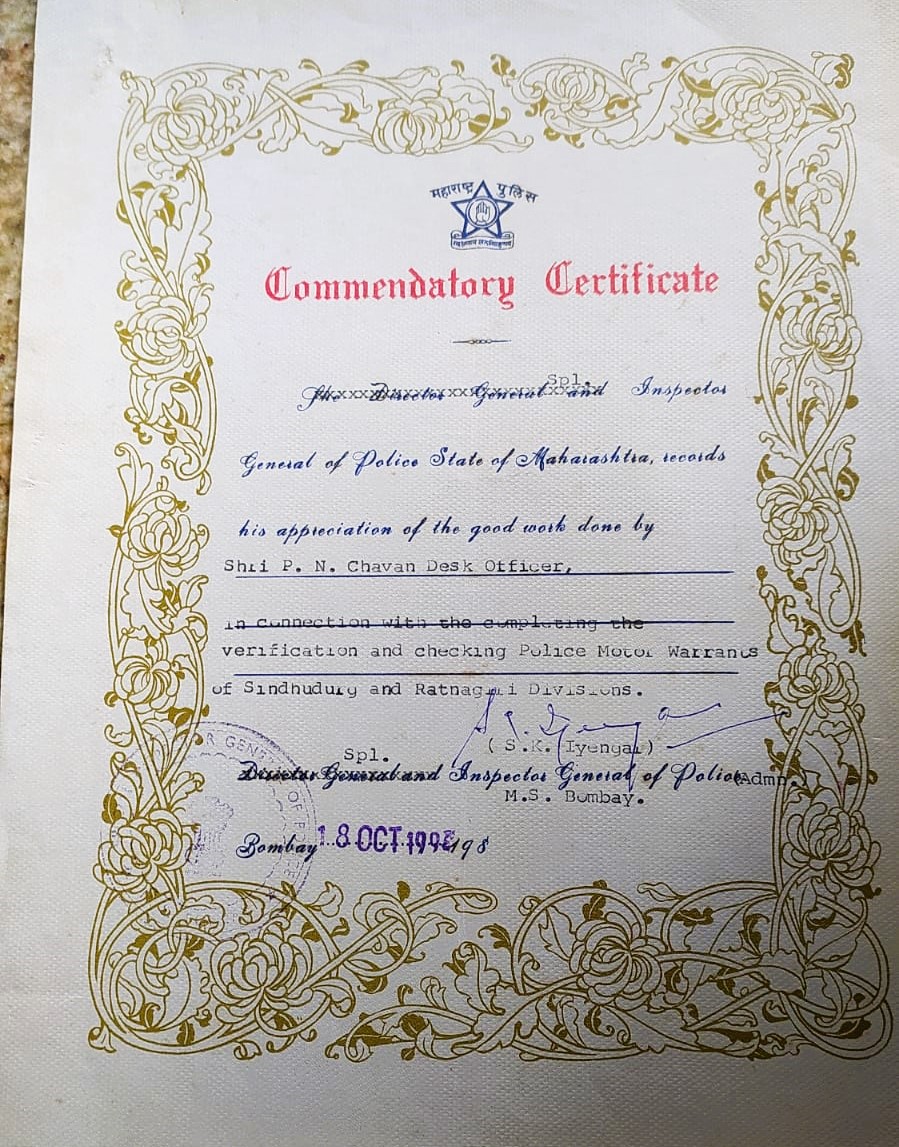 महाराष्ट्र पुलिस
Commendatory Certificate
Spl.
The Director General and Inspector
General of Police State of Maharashtra, records
his appreciation of the good work done by
Shri P. N. Chavan Desk Officer,
in connection with the completing the
verification and checking Police Motor Warrants
of Sindhudurg and Ratnagiri Divisions.
( S.K. Iyengar )
Spl.
Director General and Inspector General of Police (Admn.
M.S. Bombay.
Bombay 18 OCT 198